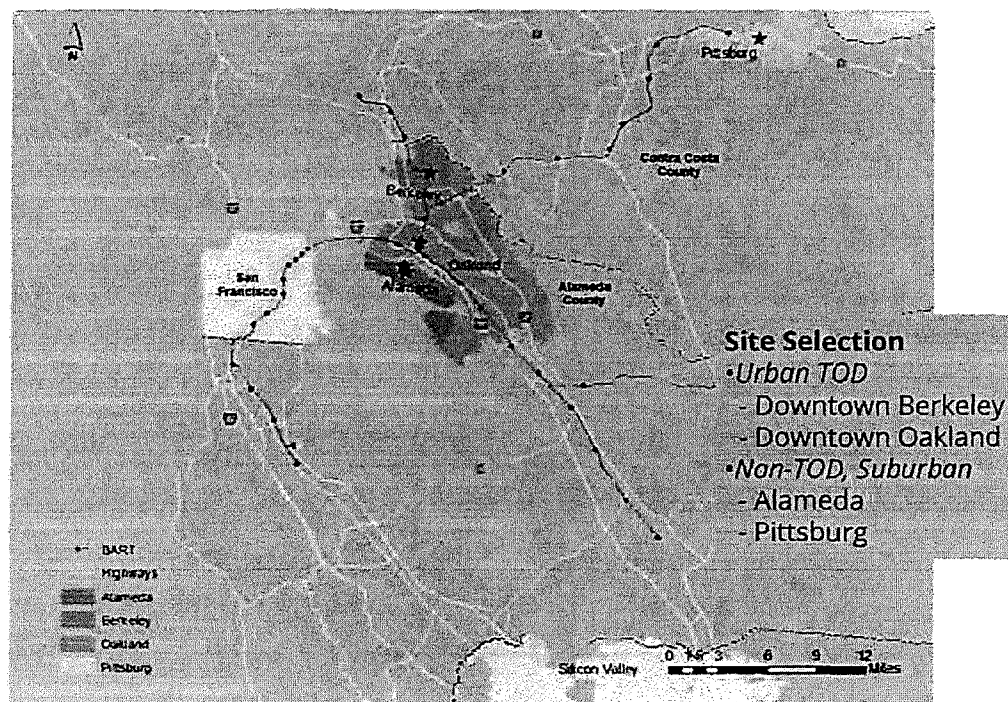 N
Pittsburg
Contra Costa
County
Berkeley
San
Francisco
Oakland
Alameda
Alameda
County
Site Selection
•Urban TOD
- Downtown Berkeley
- Downtown Oakland
•Non-TOD, Suburban
- Alameda
- Pittsburg
BART
Highways
Alameda
Berkeley
Oakland
Pittsburg
Silicon Valley
0 1.5 3 6 9 12
Miles